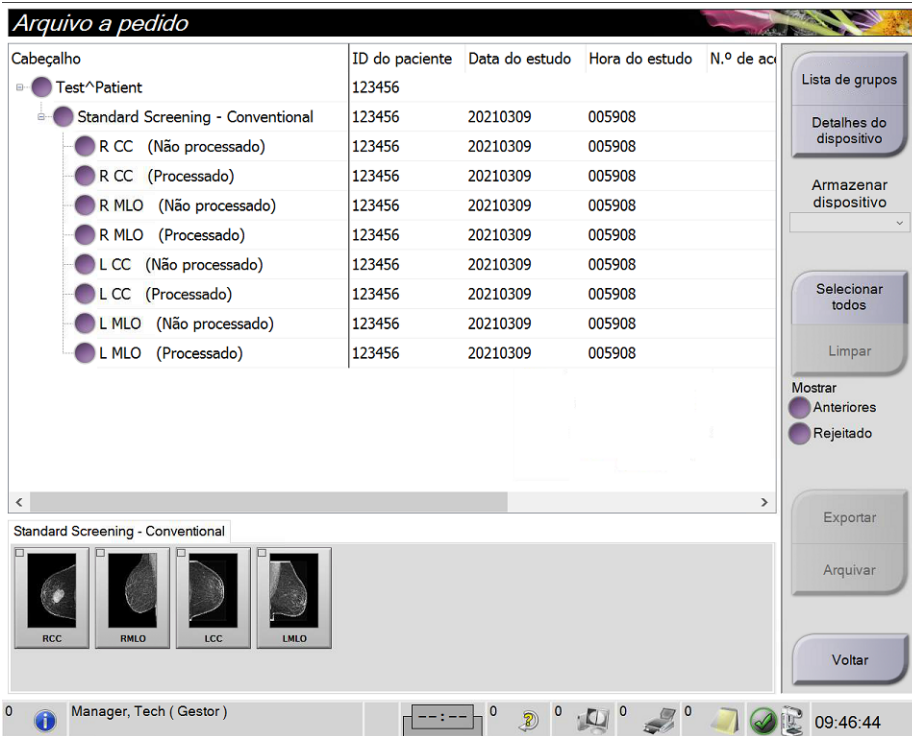 Arquivo a pedido
Cabeçalho ID do paciente Data do estudo Hora do estudo N.º de
Test^Patient 123456
Standard Screening - Conventional 123456 20210309 005908
R CC (Não processado) 123456 20210309 005908
R CC (Processado) 123456 20210309 005908
R MLO (Não processado) 123456 20210309 005908
R MLO (Processado) 123456 20210309 005908
L CC (Não processado) 123456 20210309 005908
L CC (Processado) 123456 20210309 005908
L MLO (Não processado) 123456 20210309 005908
L MLO (Processado) 123456 20210309 005908
Lista de grupos
Detalhes do
dispositivo
Armazenar
dispositivo
Selecionar
todos
Limpar
Mostrar
Anteriores
Rejeitado
Exportar
Arquivar
Voltar
Standard Screening - Conventional
RCC RMLO LCC LMLO
0 Manager, Tech ( Gestor ) --:-- 0 0 0 0 09:46:44